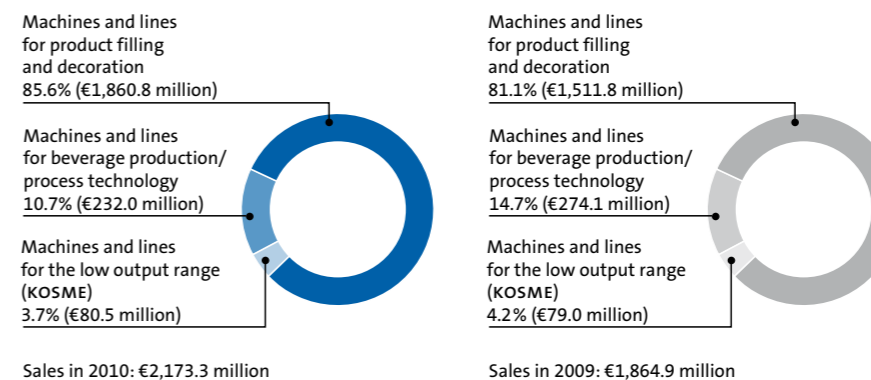 Machines and lines
for product filling
and decoration
85.6% (€1,860.8 million)
Machines and lines
for beverage production/
process technology
10.7% (€232.0 million)
Machines and lines
for the low output range
(KOSME)
3.7% (€80.5 million)
Sales in 2010: €2,173.3 million
Machines and lines
for product filling
and decoration
81.1% (€1,511.8 million)
Machines and lines
for beverage production/
process technology
14.7% (€274.1 million)
Machines and lines
for the low output range
(KOSME)
4.2% (€79.0 million)
Sales in 2009: €1,864.9 million